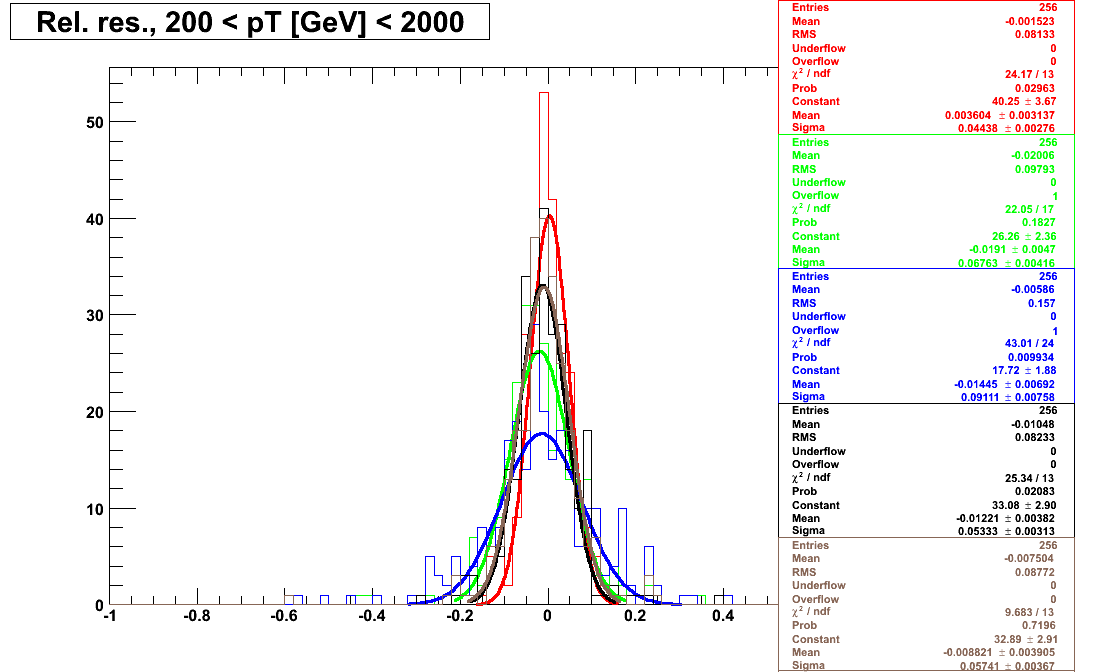 Rel. res., 200 < pT [GeV] < 2000
Entries 256
Mean -0.001523
RMS 0.08133
Underflow 0
Overflow 0
χ² / ndf 24.17 / 13
Prob 0.02963
Constant 40.25 ± 3.67
Mean 0.003604 ± 0.003137
Sigma 0.04438 ± 0.00276
Entries 256
Mean -0.02006
RMS 0.09793
Underflow 0
Overflow 1
χ² / ndf 22.05 / 17
Prob 0.1827
Constant 26.26 ± 2.36
Mean -0.0191 ± 0.0047
Sigma 0.06763 ± 0.00416
Entries 256
Mean -0.00586
RMS 0.157
Underflow 0
Overflow 1
χ² / ndf 43.01 / 24
Prob 0.009934
Constant 17.72 ± 1.88
Mean -0.01445 ± 0.00692
Sigma 0.09111 ± 0.00758
Entries 256
Mean -0.01048
RMS 0.08233
Underflow 0
Overflow 0
χ² / ndf 25.34 / 13
Prob 0.02083
Constant 33.08 ± 2.90
Mean -0.01221 ± 0.00382
Sigma 0.05333 ± 0.00313
Entries 256
Mean -0.007504
RMS 0.08772
Underflow 0
Overflow 0
χ² / ndf 9.683 / 13
Prob 0.7196
Constant 32.89 ± 2.91
Mean -0.008821 ± 0.003905
Sigma 0.05741 ± 0.00367
50
40
30
20
10
0
-1 -0.8 -0.6 -0.4 -0.2 0 0.2 0.4